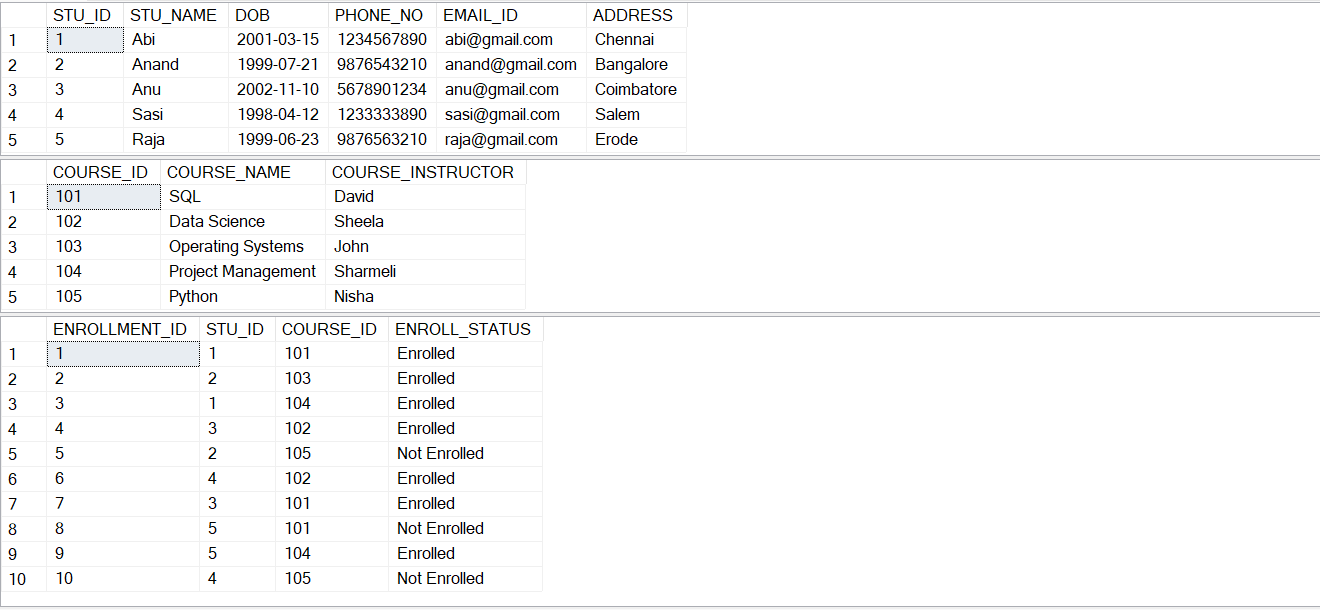 STU_ID STU_NAME DOB PHONE_NO EMAIL_ID ADDRESS
1 1 Abi 2001-03-15 1234567890 abi@gmail.com Chennai
2 2 Anand 1999-07-21 9876543210 anand@gmail.com Bangalore
3 3 Anu 2002-11-10 5678901234 anu@gmail.com Coimbatore
4 4 Sasi 1998-04-12 1233333890 sasi@gmail.com Salem
5 5 Raja 1999-06-23 9876563210 raja@gmail.com Erode
COURSE_ID COURSE_NAME COURSE_INSTRUCTOR
1 101 SQL David
2 102 Data Science Sheela
3 103 Operating Systems John
4 104 Project Management Sharmeli
5 105 Python Nisha
ENROLLMENT_ID STU_ID COURSE_ID ENROLL_STATUS
1 1 1 101 Enrolled
2 2 2 103 Enrolled
3 3 1 104 Enrolled
4 4 3 102 Enrolled
5 5 2 105 Not Enrolled
6 6 4 102 Enrolled
7 7 3 101 Enrolled
8 8 5 101 Not Enrolled
9 9 5 104 Enrolled
10 10 4 105 Not Enrolled